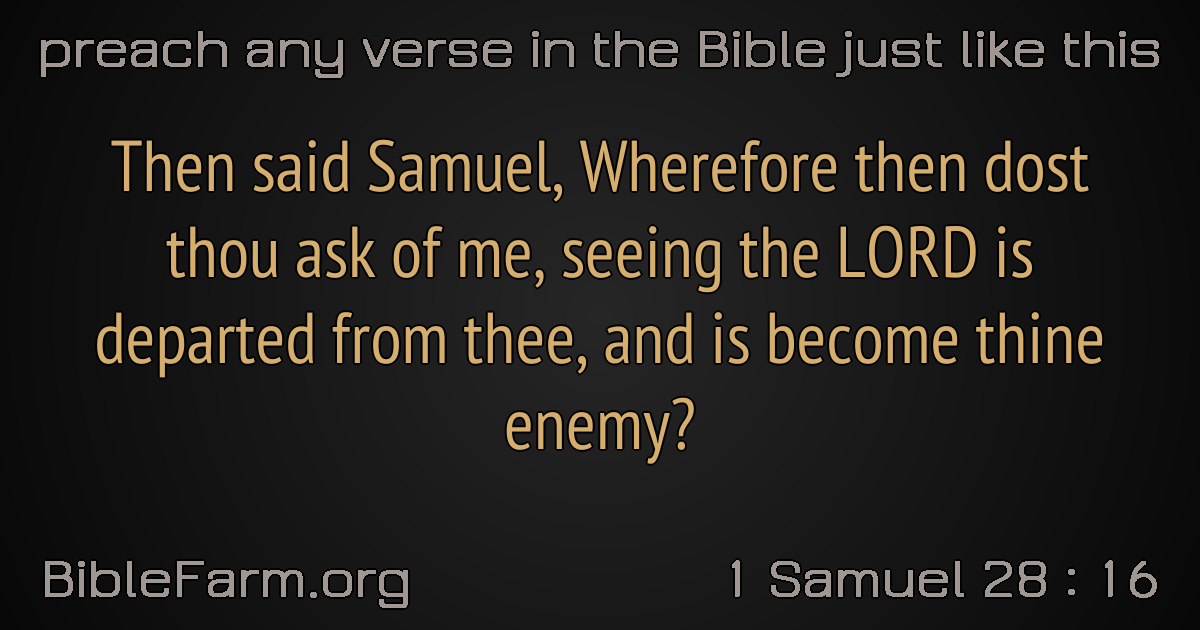 preach any verse in the Bible just like this
Then said Samuel, Wherefore then dost
thou ask of me, seeing the LORD is
departed from thee, and is become thine
enemy?
BibleFarm.org
1 Samuel 28 : 16